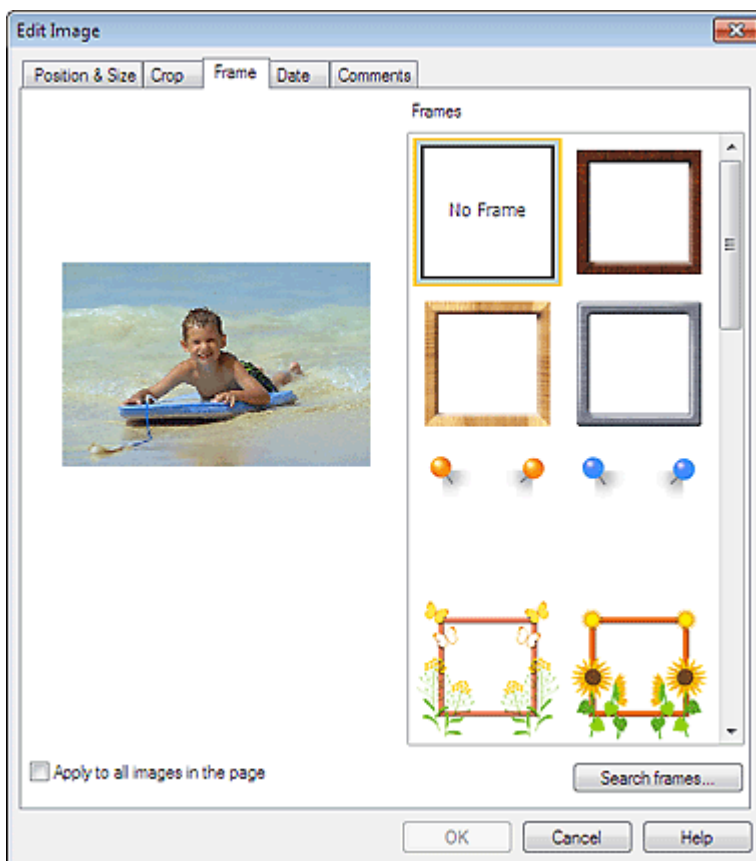 Edit Image
Position & Size Crop Frame Date Comments
Frames
No Frame
Apply to all images in the page
Search frames...
OK Cancel Help